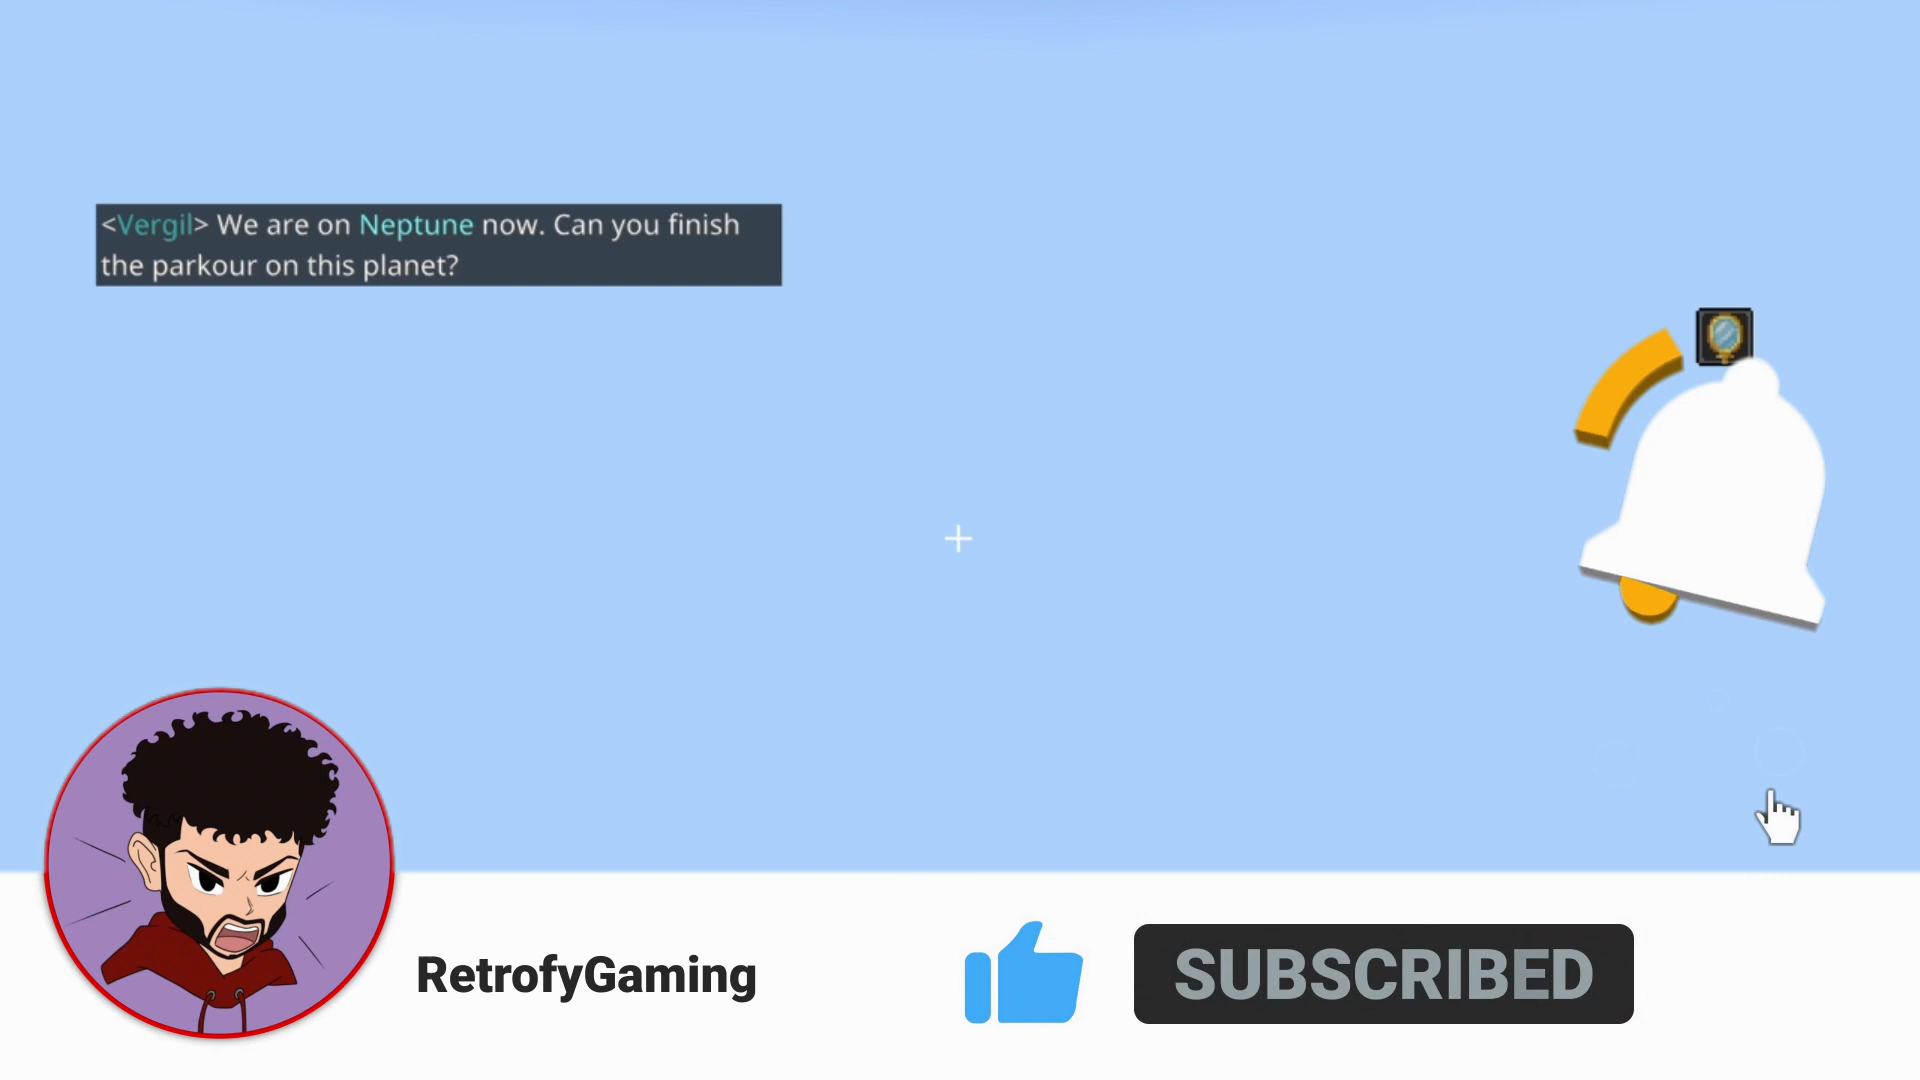 <Vergil> We are on Neptune now. Can you finish
the parkour on this planet?
RetrofyGaming
SUBSCRIBED